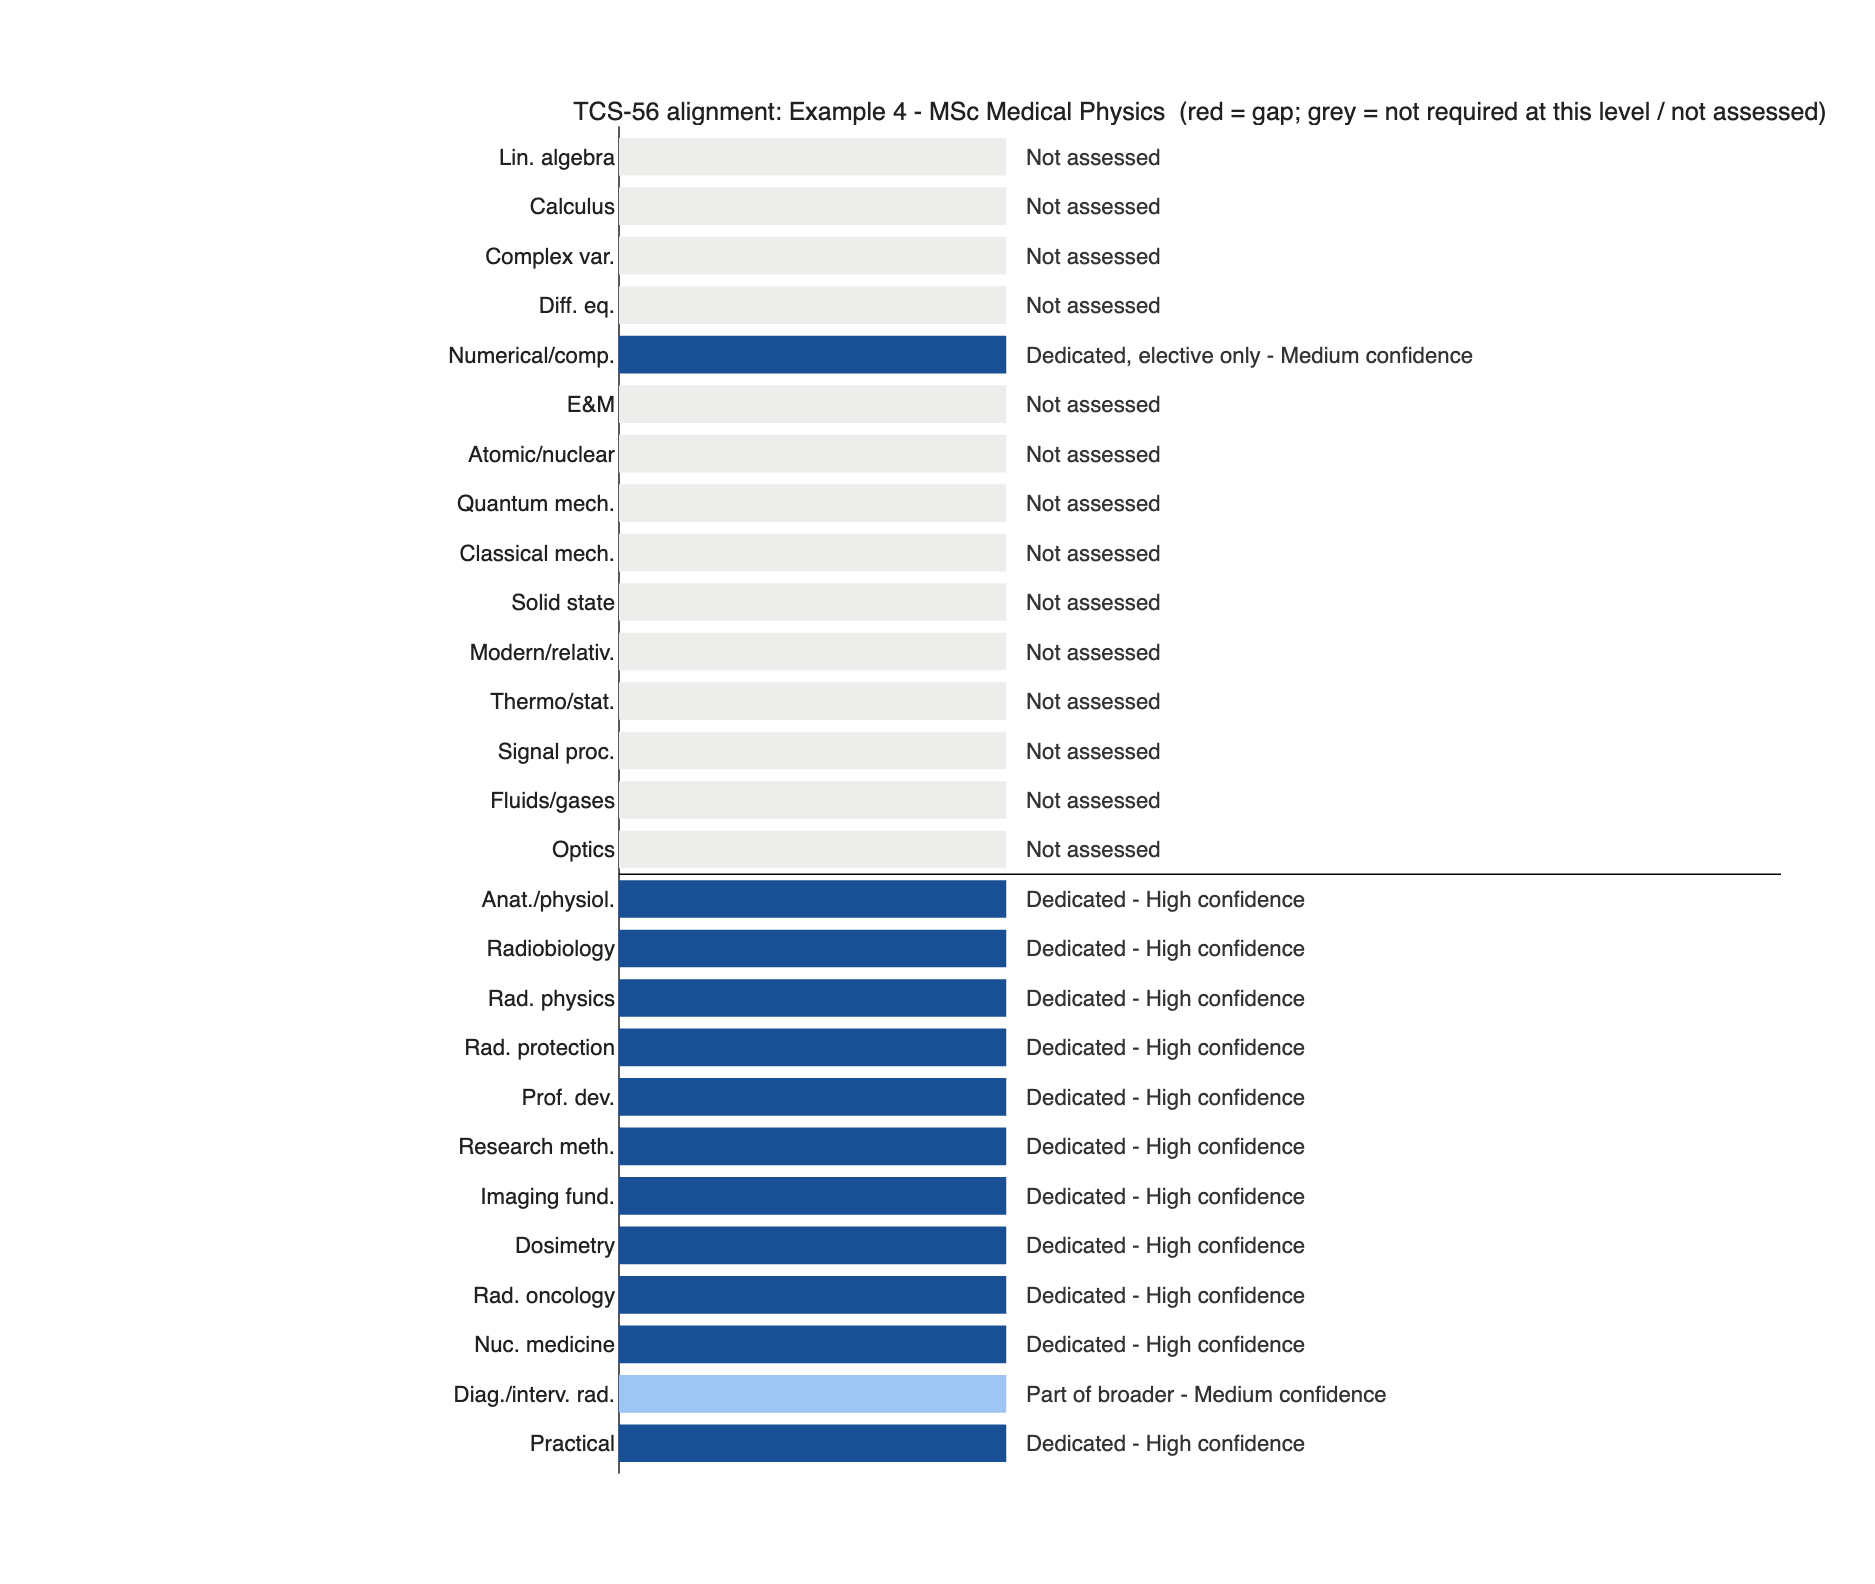 TCS-56 alignment: Example 4 - MSc Medical Physics  (red = gap; grey = not required at this level / not assessed)
Lin. algebra Not assessed
Calculus Not assessed
Complex var. Not assessed
Diff. eq. Not assessed
Numerical/comp. Dedicated, elective only - Medium confidence
E&M Not assessed
Atomic/nuclear Not assessed
Quantum mech. Not assessed
Classical mech. Not assessed
Solid state Not assessed
Modern/relativ. Not assessed
Thermo/stat. Not assessed
Signal proc. Not assessed
Fluids/gases Not assessed
Optics Not assessed
Anat./physiol. Dedicated - High confidence
Radiobiology Dedicated - High confidence
Rad. physics Dedicated - High confidence
Rad. protection Dedicated - High confidence
Prof. dev. Dedicated - High confidence
Research meth. Dedicated - High confidence
Imaging fund. Dedicated - High confidence
Dosimetry Dedicated - High confidence
Rad. oncology Dedicated - High confidence
Nuc. medicine Dedicated - High confidence
Diag./interv. rad. Part of broader - Medium confidence
Practical Dedicated - High confidence